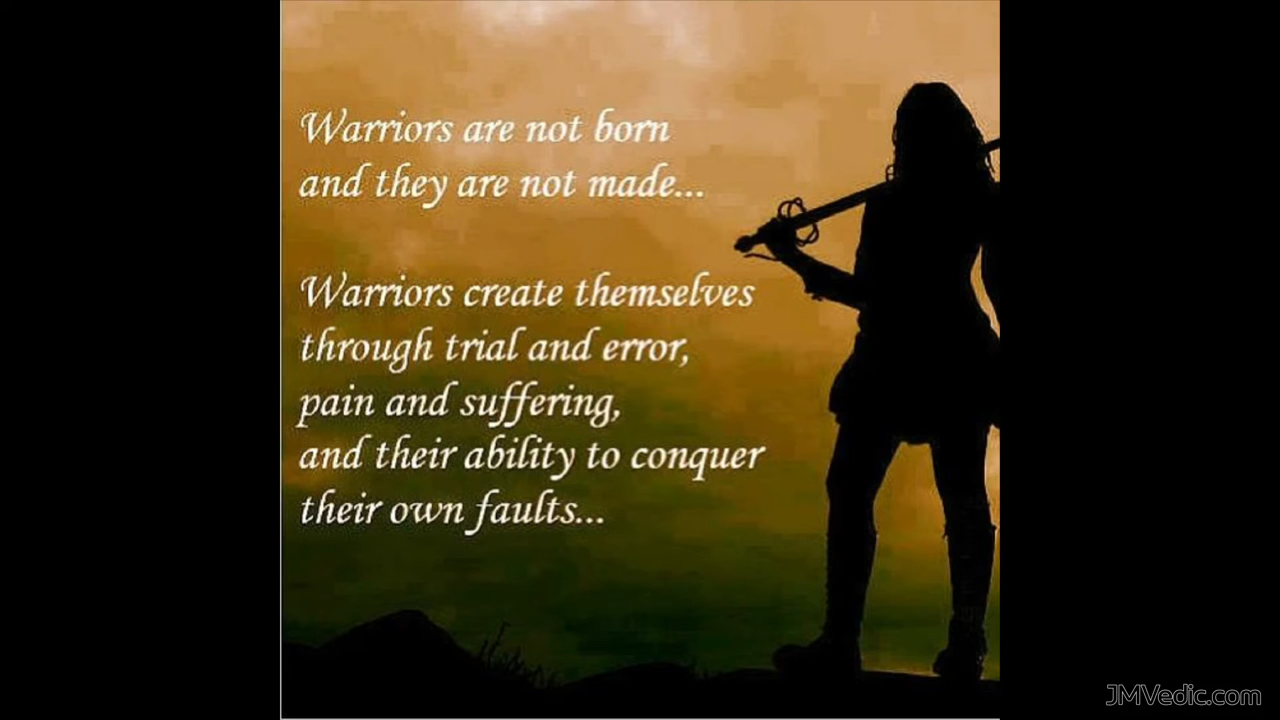 Warriors are not born
and they are not made...
Warriors create themselves
through trial and error,
pain and suffering,
and their ability to conquer
their own faults...
JMVedic.com